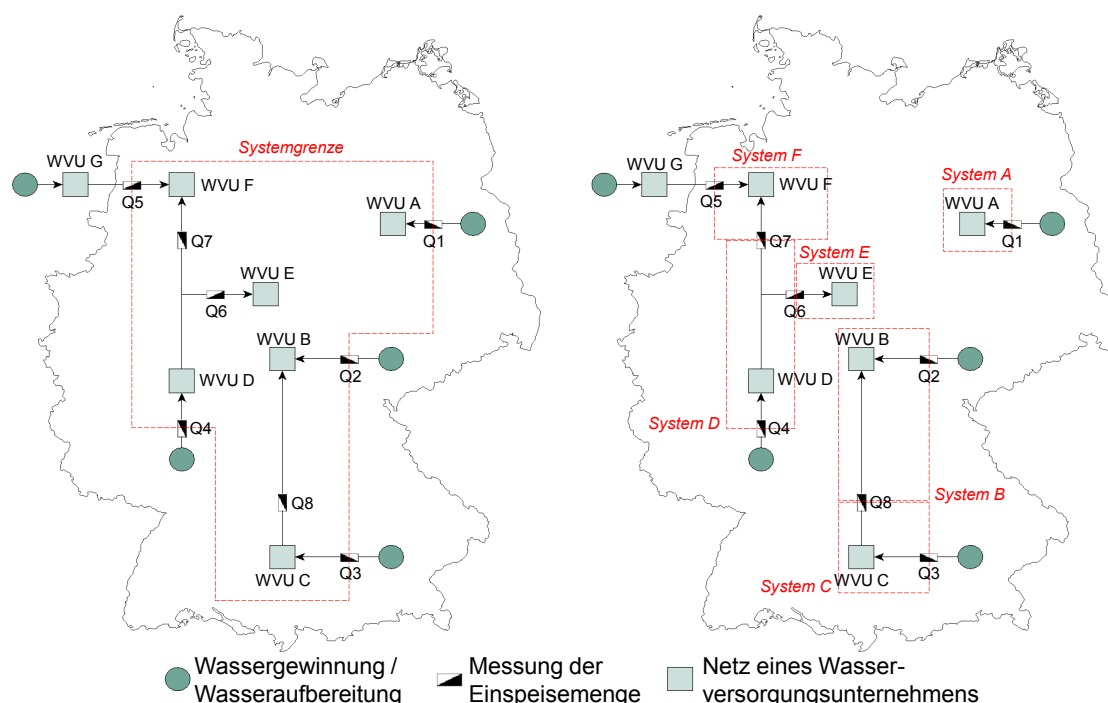 Systemgrenze
WVU G
Q5
WVU F
WVU A
Q1
Q7
WVU E
Q6
WVU B
Q2
WVU D
Q4
Q8
WVU C
Q3
System F
WVU G
Q5
WVU F
System A
WVU A
Q1
Q7
System E
WVU E
Q6
WVU B
Q2
WVU D
System D
Q4
Q8
System B
WVU C
Q3
System C
Wassergewinnung /
Wasseraufbereitung
Messung der
Einspeisemenge
Netz eines Wasser-
versorgungsunternehmens